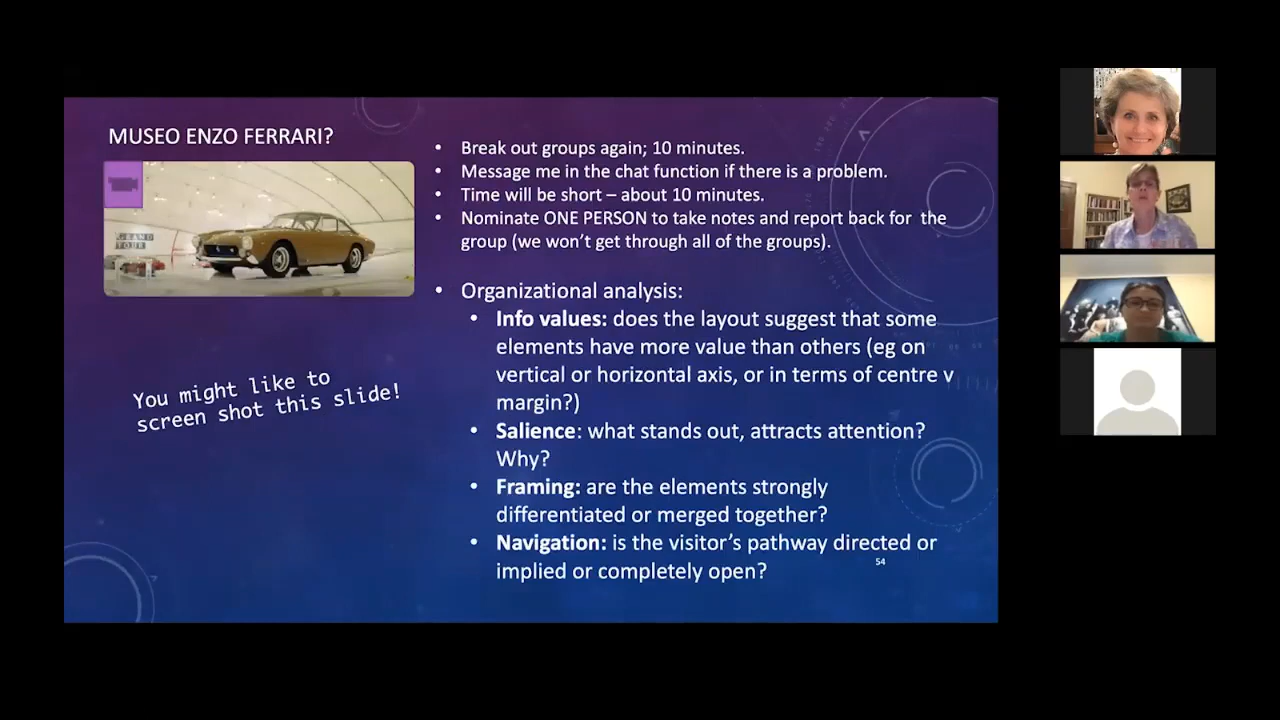 MUSEO ENZO FERRARI?
GRAND
TOUR
You might like to
screen shot this slide!
• Break out groups again; 10 minutes.
• Message me in the chat function if there is a problem.
• Time will be short – about 10 minutes.
• Nominate ONE PERSON to take notes and report back for the
group (we won't get through all of the groups).
• Organizational analysis:
• Info values: does the layout suggest that some
elements have more value than others (eg on
vertical or horizontal axis, or in terms of centre v
margin?)
• Salience: what stands out, attracts attention?
Why?
• Framing: are the elements strongly
differentiated or merged together?
• Navigation: is the visitor's pathway directed or
implied or completely open?
54